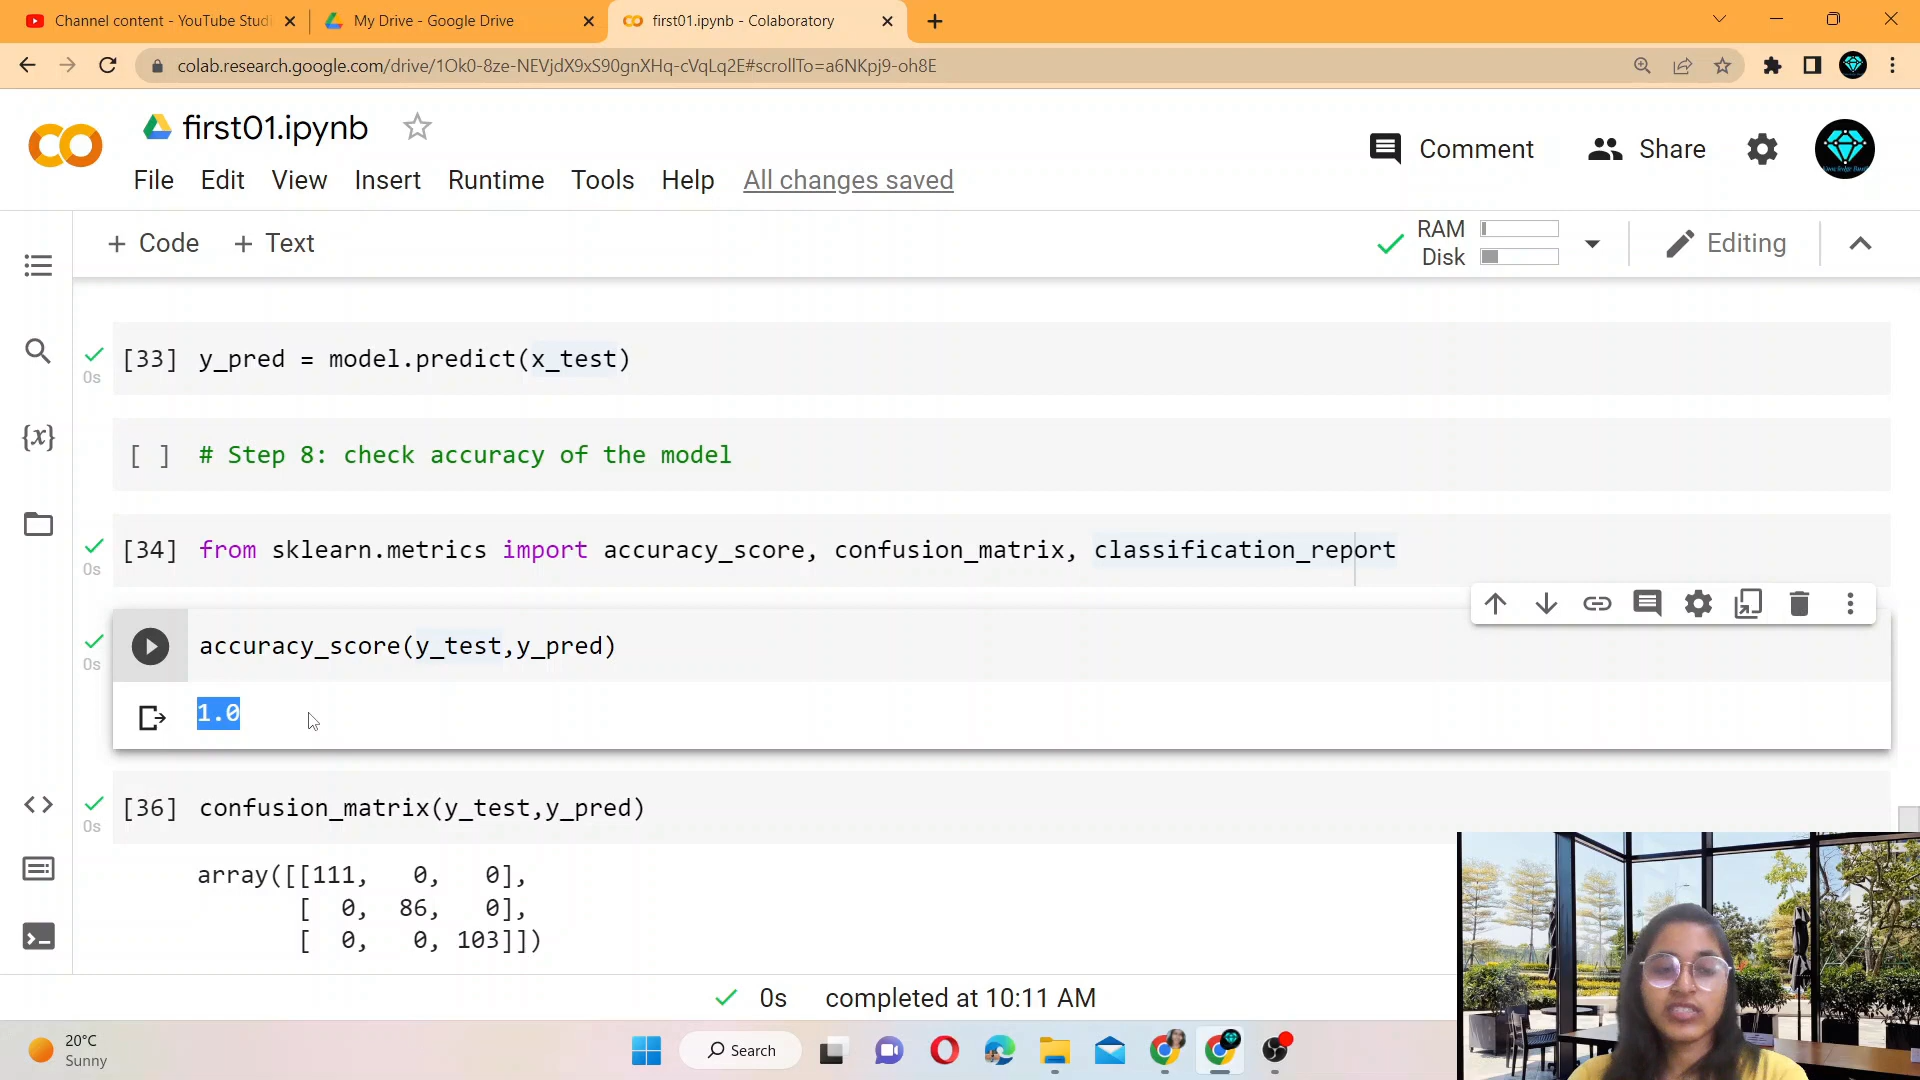 Channel content - YouTube Studi
My Drive - Google Drive
first01.ipynb - Colaboratory
colab.research.google.com/drive/1Ok0-8ze-NEVjdX9xS90gnXHq-cVqLq2E#scrollTo=a6NKpj9-oh8E
first01.ipynb
Comment
Share
File Edit View Insert Runtime Tools Help All changes saved
+ Code + Text
RAM
Disk
Editing
{x}
[33] y_pred = model.predict(x_test)
0s
[ ] # Step 8: check accuracy of the model
[34] from sklearn.metrics import accuracy_score, confusion_matrix, classification_report
0s
accuracy_score(y_test,y_pred)
0s
1.0
[36] confusion_matrix(y_test,y_pred)
0s
array([[111, 0, 0],
[ 0, 86, 0],
[ 0, 0, 103]])
0s completed at 10:11 AM
20°C
Sunny
Search